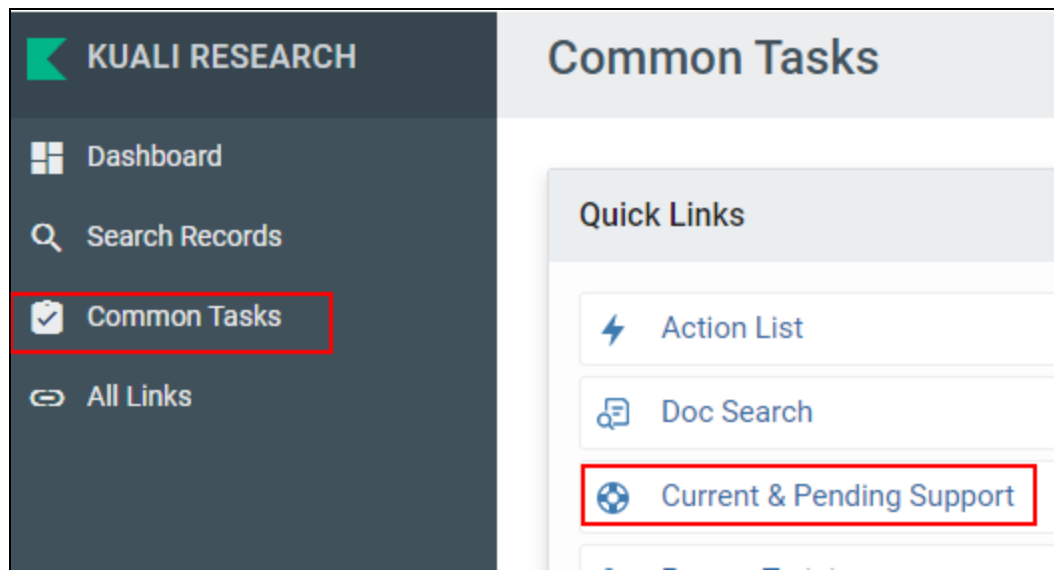 KUALI RESEARCH
Dashboard
Search Records
Common Tasks
All Links
Common Tasks
Quick Links
Action List
Doc Search
Current & Pending Support